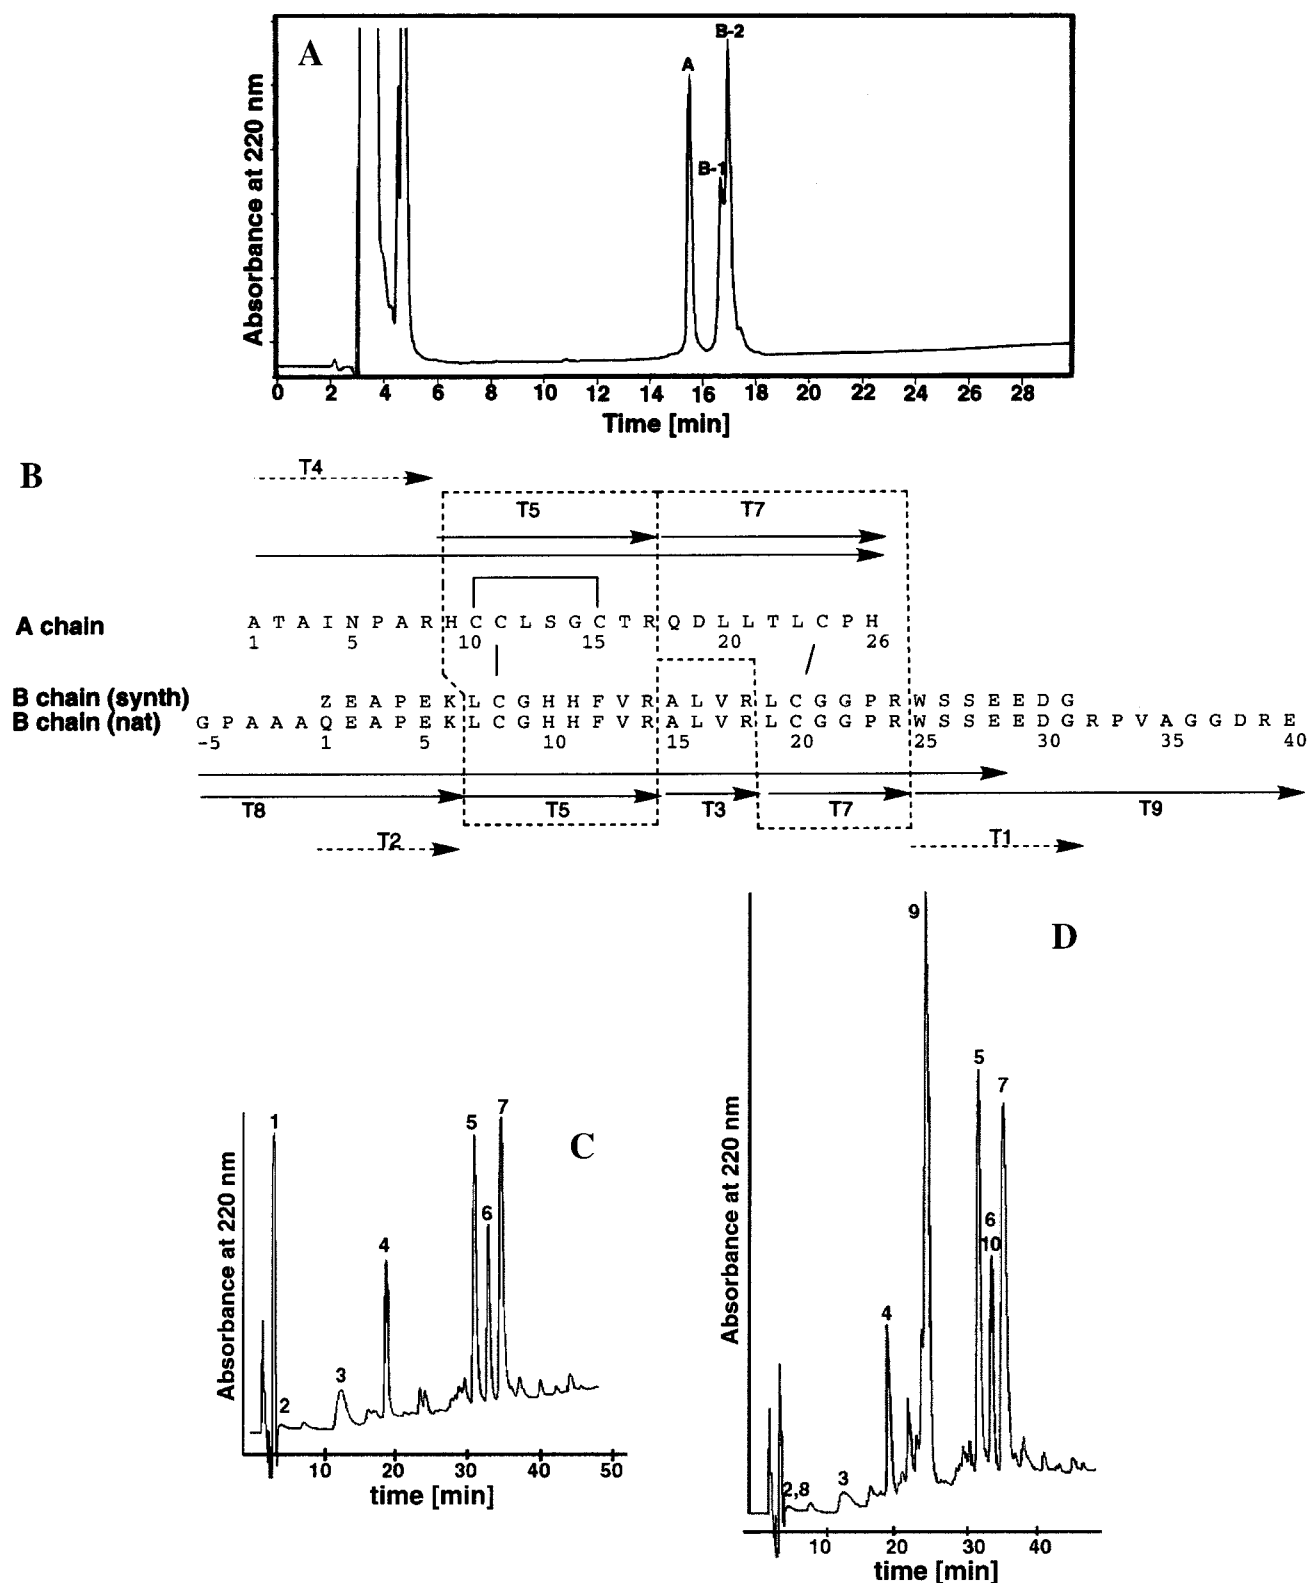 A
Absorbance at 220 nm
A
B-1
B-2
0 2 4 6 8 10 12 14 16 18 20 22 24 26 28
Time [min]
B
T4
T5 T7
A chain A T A I N P A R H C C L S G C T R Q D L L T L C P H
1 5 10 15 20 26
B chain (synth) Z E A P E K L C G H H F V R A L V R L C G G P R W S S E E D G
B chain (nat) G P A A A Q E A P E K L C G H H F V R A L V R L C G G P R W S S E E D G R P V A G G D R E
-5 1 5 10 15 20 25 30 35 40
T8 T5 T3 T7 T9
T2 T1
C
Absorbance at 220 nm
1
2
3
4
5
6
7
10 20 30 40 50
time [min]
D
Absorbance at 220 nm
2,8
3
4
9
5
6
10
7
10 20 30 40
time [min]